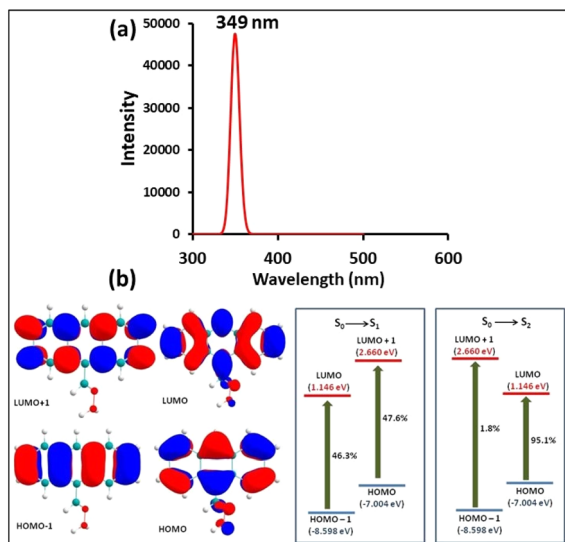 (a)
349 nm
50000
40000
30000
20000
10000
0
Intensity
300 400 500 600
Wavelength (nm)
(b)
LUMO+1
LUMO
HOMO-1
HOMO
S0 → S1
LUMO + 1
(2.660 eV)
LUMO
(1.146 eV)
47.6%
46.3%
HOMO
(-7.004 eV)
HOMO – 1
(-8.598 eV)
S0 → S2
LUMO + 1
(2.660 eV)
LUMO
(1.146 eV)
1.8%
95.1%
HOMO
(-7.004 eV)
HOMO – 1
(-8.598 eV)